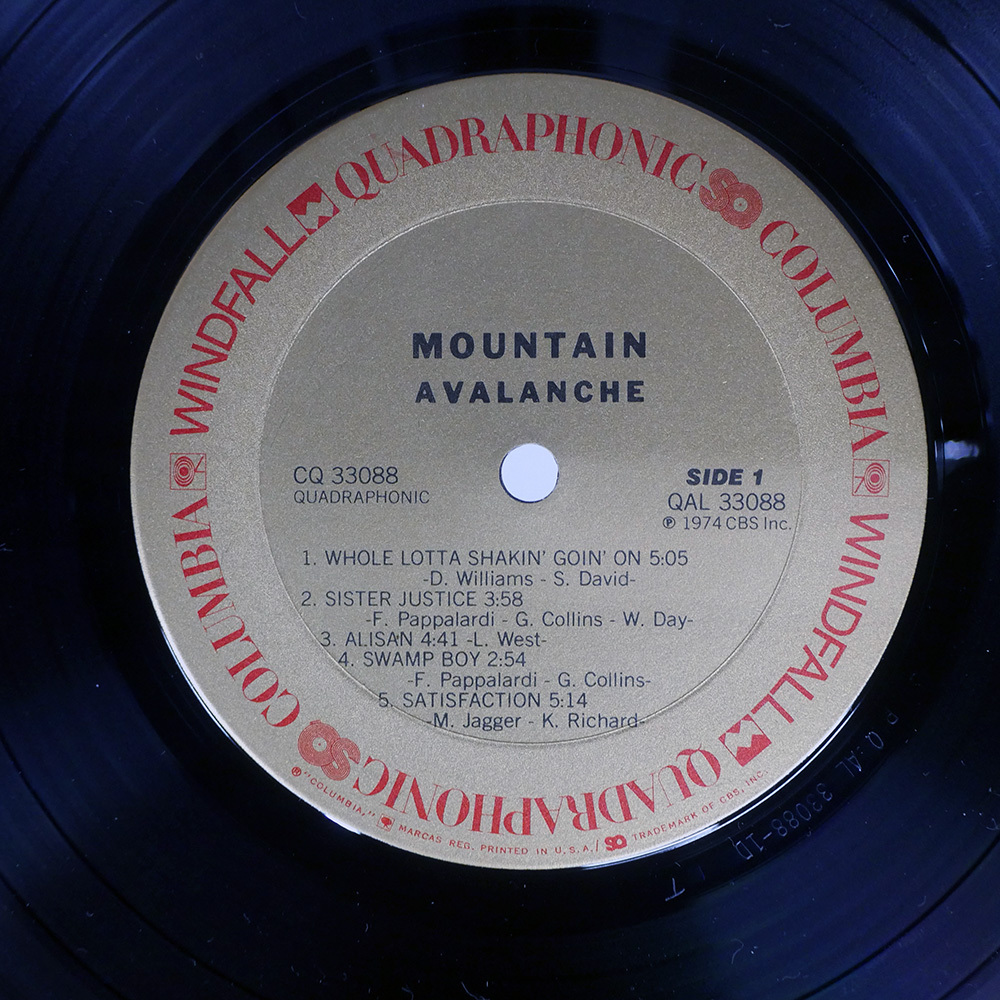 QUADRAPHONIC SQ
COLUMBIA
WINDFALL
QUADRAPHONIC SQ
COLUMBIA
WINDFALL
MOUNTAIN
AVALANCHE
CQ 33088
QUADRAPHONIC
SIDE 1
QAL 33088
℗ 1974 CBS Inc.
1. WHOLE LOTTA SHAKIN' GOIN' ON 5:05
-D. Williams - S. David-
2. SISTER JUSTICE 3:58
-F. Pappalardi - G. Collins - W. Day-
3. ALISAN 4:41 -L. West-
4. SWAMP BOY 2:54
-F. Pappalardi - G. Collins-
5. SATISFACTION 5:14
-M. Jagger - K. Richard-
® "COLUMBIA," MARCAS REG. PRINTED IN U.S.A./ SQ TRADEMARK OF CBS, INC.
AL 33088-1D